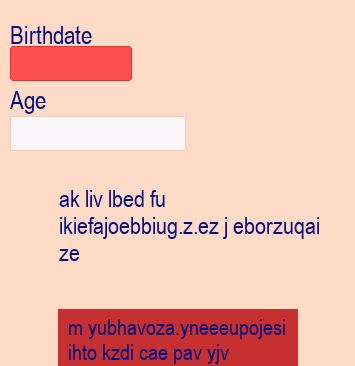 Birthdate
Age
ak liv lbed fu
ikiefajoebbiug.z.ez j eborzuqai
ze
m yubhavoza.yneeeupojesi
ihto kzdi cae pav yjv